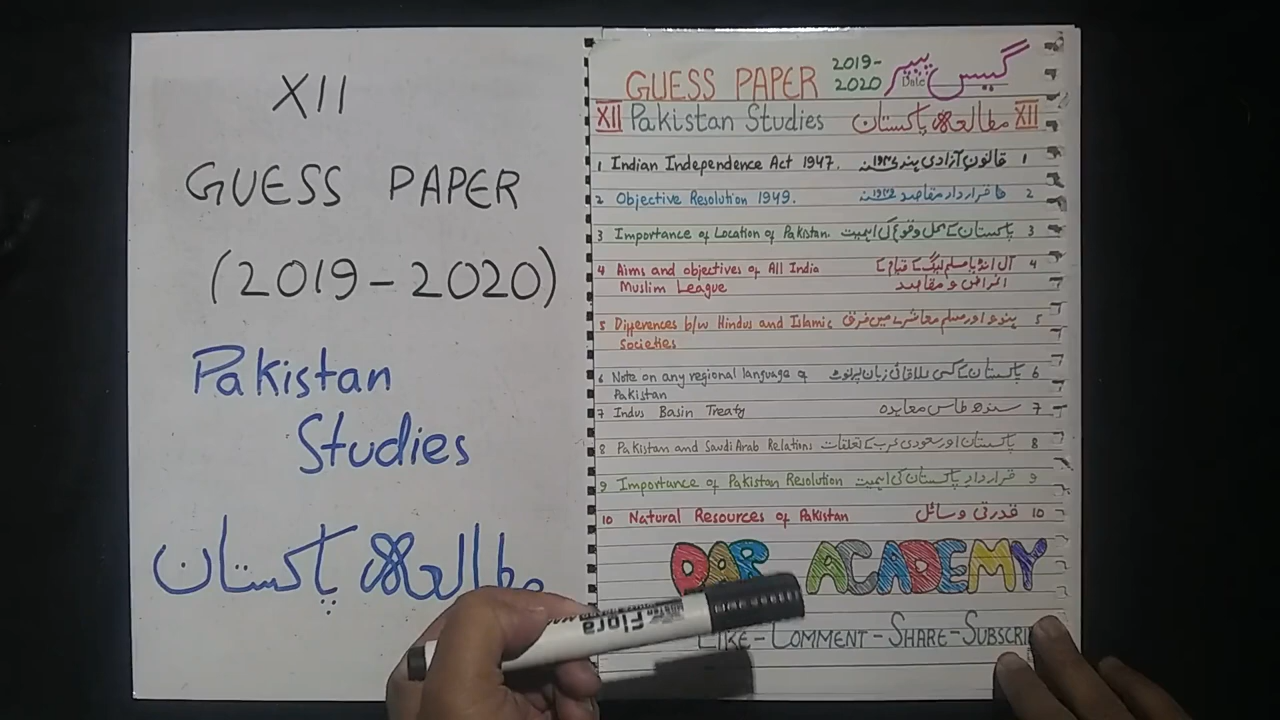 XII
GUESS PAPER
(2019-2020)
Pakistan
Studies
مطالعہ پاکستان
GUESS PAPER 2019-2020 گیس پیپر
Date
XII Pakistan Studies مطالعہ پاکستان XII
1 Indian Independence Act 1947. قانونِ آزادی ہند ۱۹۴۷ء 1
2 Objective Resolution 1949. قرارداد مقاصد ۱۹۴۹ء 2
3 Importance of Location of Pakistan. پاکستان کے محل وقوع کی اہمیت 3
4 Aims and objectives of All India آل انڈیا مسلم لیگ کے قیام کے 4
Muslim League اغراض و مقاصد
5 Differences b/w Hindus and Islamic ہندو اور مسلم معاشرے میں فرق 5
Societies
6 Note on any regional language of پاکستان کے کسی علاقائی زبان پر نوٹ 6
Pakistan
7 Indus Basin Treaty سندھ طاس معاہدہ 7
8 Pakistan and Saudi Arab Relations پاکستان اور سعودی عرب کے تعلقات 8
9 Importance of Pakistan Resolution قراردادِ پاکستان کی اہمیت 9
10 Natural Resources of Pakistan قدرتی وسائل 10
DAR ACADEMY
LIKE-COMMENT-SHARE-SUBSCRI
Flora